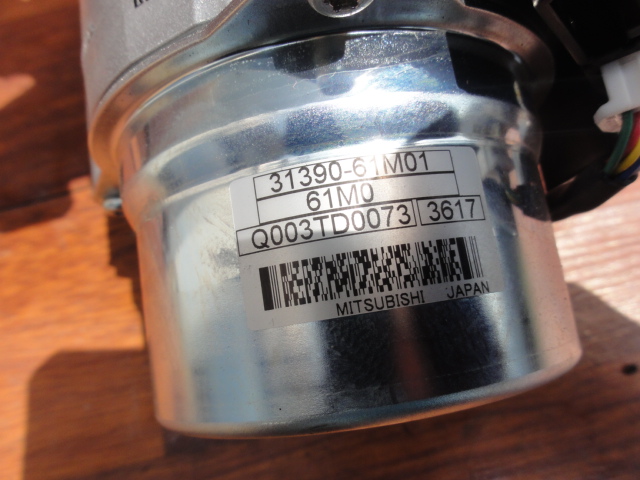 31390-61M01
61M0
Q003TD0073 3617
MITSUBISHI JAPAN